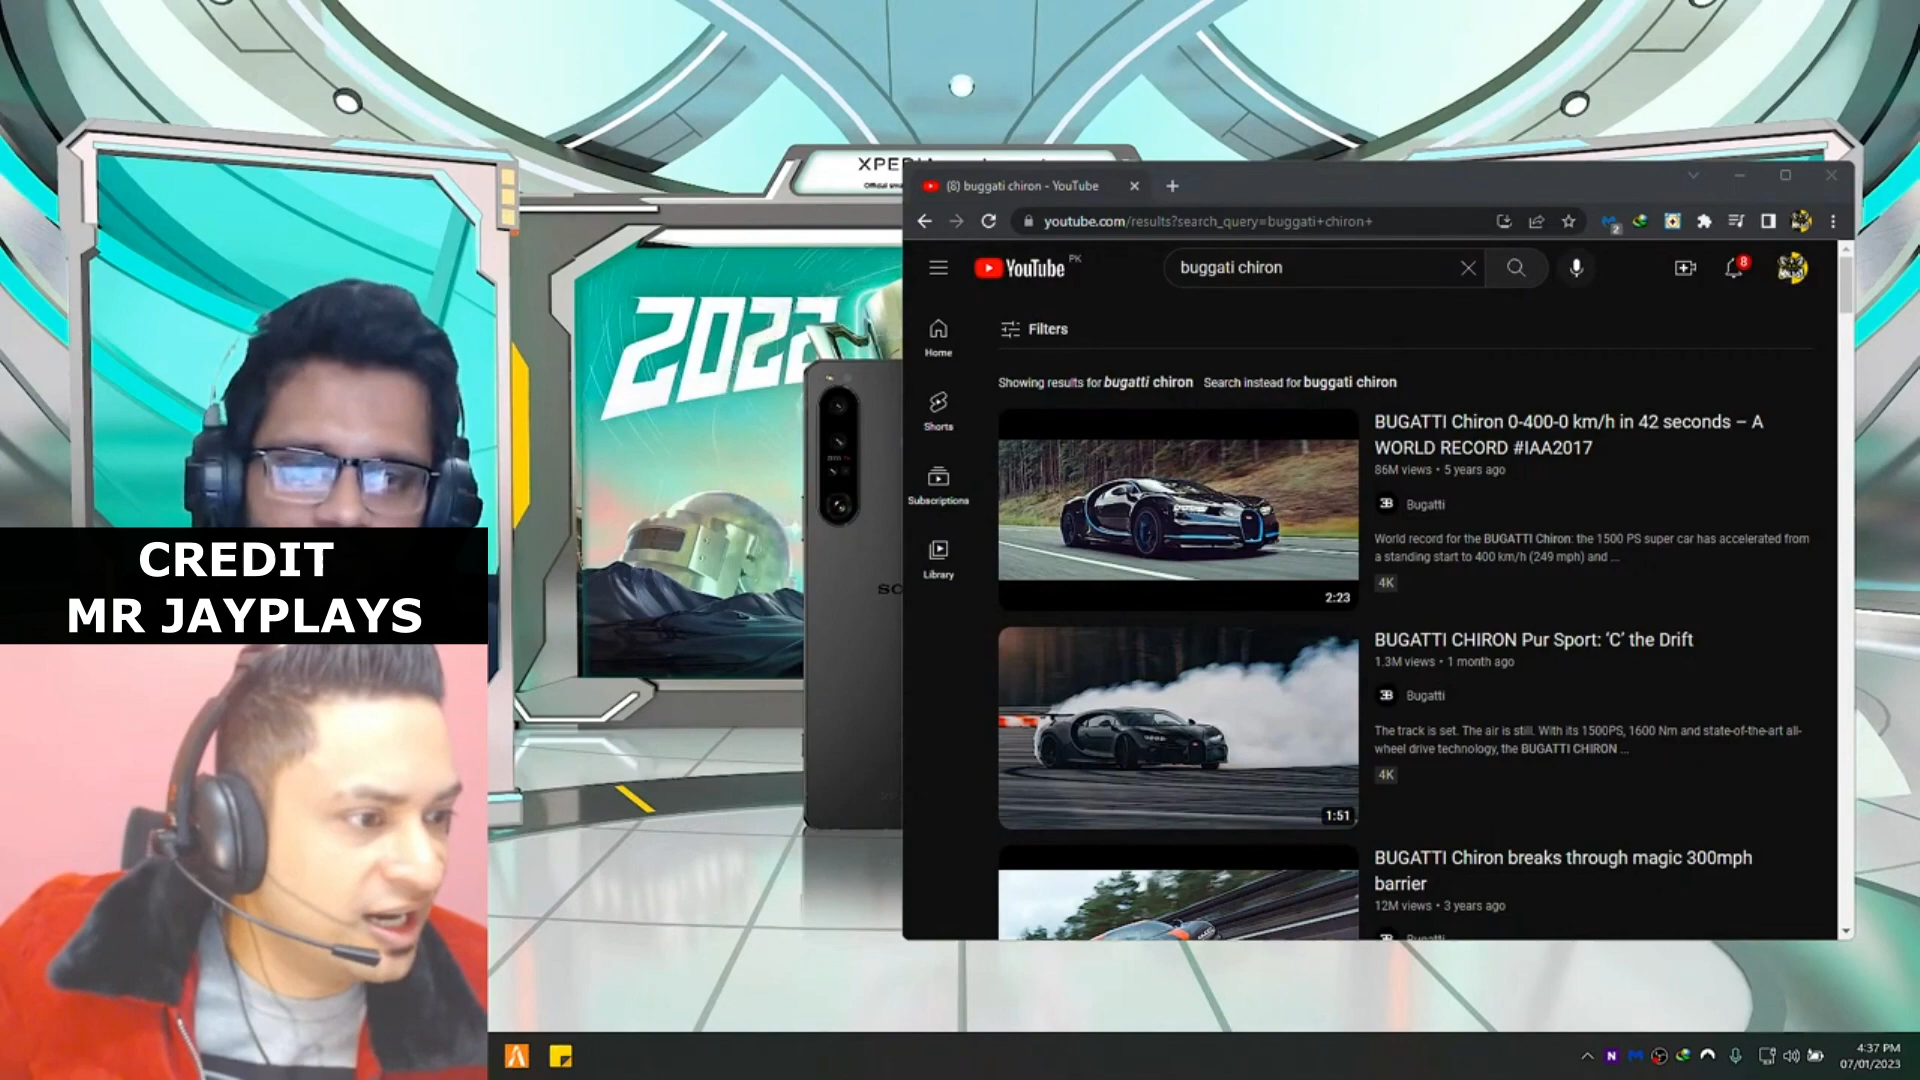 XPERIA
2022
SO
CREDIT
MR JAYPLAYS
(8) buggati chiron - YouTube
youtube.com/results?search_query=buggati+chiron+
2
YouTube PK
buggati chiron
8
Home
Shorts
Subscriptions
Library
Filters
Showing results for bugatti chiron Search instead for buggati chiron
BUGATTI Chiron 0-400-0 km/h in 42 seconds – A
WORLD RECORD #IAA2017
86M views • 5 years ago
Bugatti
World record for the BUGATTI Chiron: the 1500 PS super car has accelerated from
a standing start to 400 km/h (249 mph) and ...
4K
2:23
BUGATTI CHIRON Pur Sport: ‘C’ the Drift
1.3M views • 1 month ago
Bugatti
The track is set. The air is still. With its 1500PS, 1600 Nm and state-of-the-art all-
wheel drive technology, the BUGATTI CHIRON ...
4K
1:51
BUGATTI Chiron breaks through magic 300mph
barrier
12M views • 3 years ago
Bugatti
4:37 PM
07/01/2023